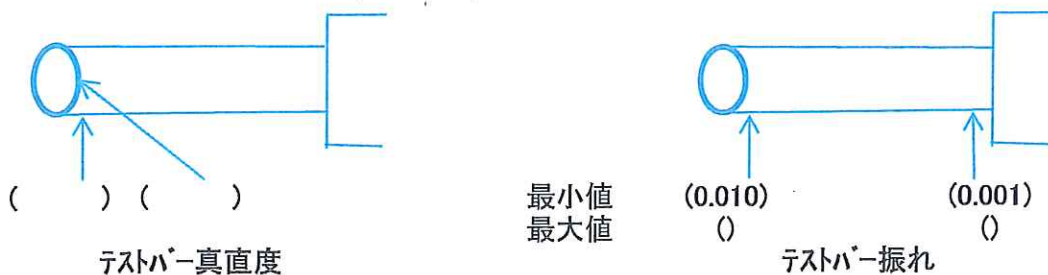 (　　　) (　　　)
最小値 (0.010) (0.001)
最大値 () ()
テストバー真直度
テストバー振れ